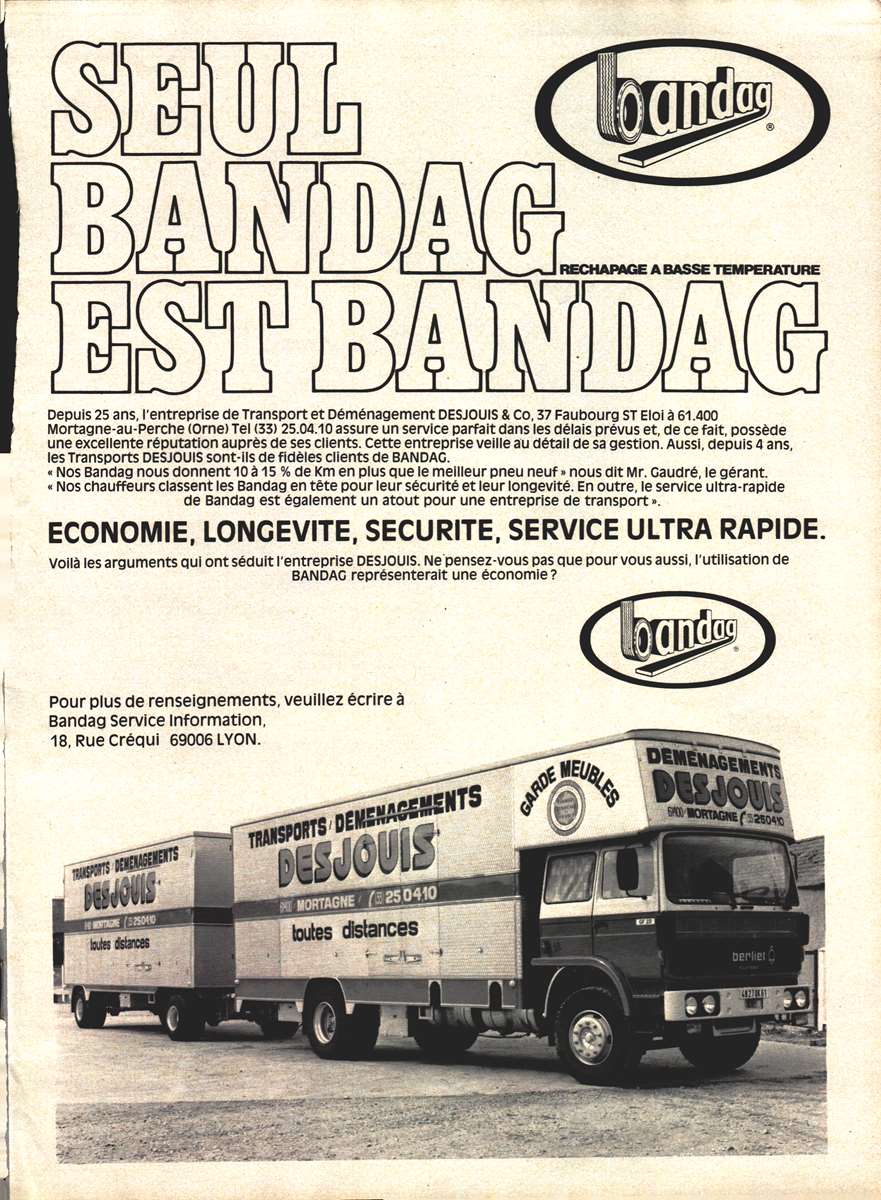 SEUL
bandag®
BANDAG
RECHAPAGE A BASSE TEMPERATURE
EST BANDAG
Depuis 25 ans, l'entreprise de Transport et Déménagement DESJOUIS & Co, 37 Faubourg ST Eloi à 61.400
Mortagne-au-Perche (Orne) Tel (33) 25.04.10 assure un service parfait dans les délais prévus et, de ce fait, possède
une excellente réputation auprès de ses clients. Cette entreprise veille au détail de sa gestion. Aussi, depuis 4 ans,
les Transports DESJOUIS sont-ils de fidèles clients de BANDAG.
« Nos Bandag nous donnent 10 à 15 % de Km en plus que le meilleur pneu neuf » nous dit Mr. Gaudré, le gérant.
« Nos chauffeurs classent les Bandag en tête pour leur sécurité et leur longevité. En outre, le service ultra-rapide
de Bandag est également un atout pour une entreprise de transport ».
ECONOMIE, LONGEVITE, SECURITE, SERVICE ULTRA RAPIDE.
Voilà les arguments qui ont séduit l'entreprise DESJOUIS. Ne pensez-vous pas que pour vous aussi, l'utilisation de
BANDAG représenterait une économie ?
bandag®
Pour plus de renseignements, veuillez écrire à
Bandag Service Information,
18, Rue Créqui 69006 LYON.
TRANSPORTS DEMENAGEMENTS
DESJOUIS
MORTAGNE 250410
toutes distances
TRANSPORTS / DEMENAGEMENTS
DESJOUIS
61400 MORTAGNE 250410
toutes distances
GARDE MEUBLES
DEMENAGEMENTS
DESJOUIS
61400 MORTAGNE 250410
berliet